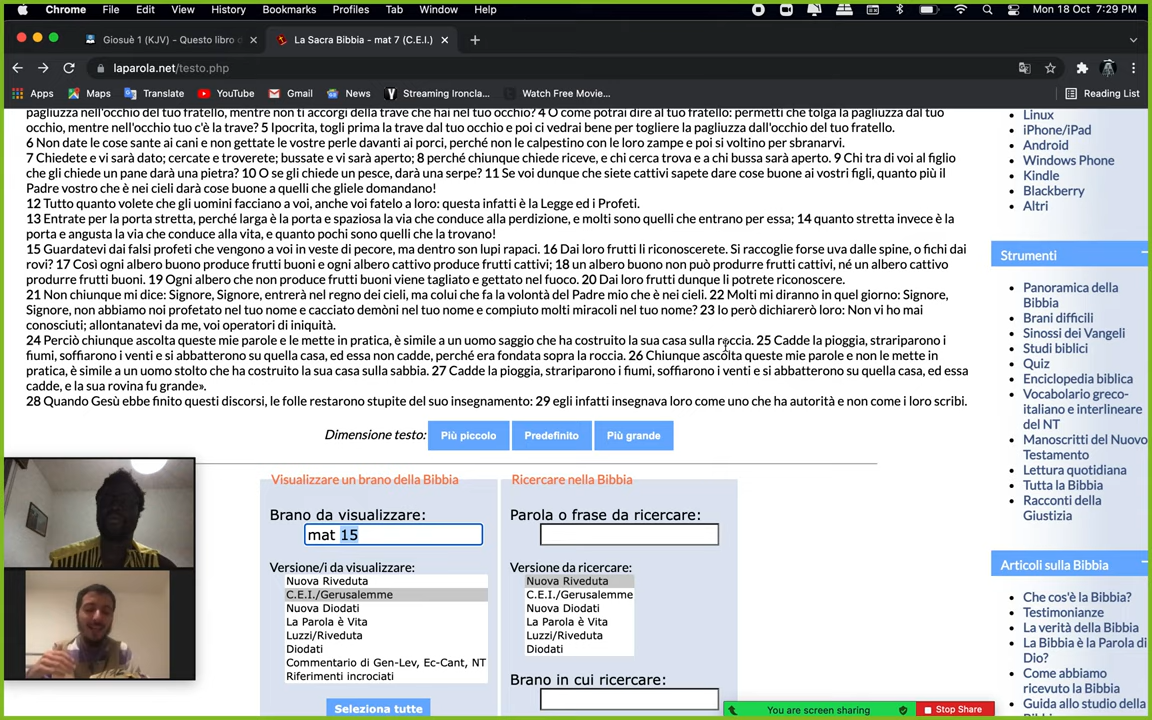 Chrome File Edit View History Bookmarks Profiles Tab Window Help Mon 18 Oct 7:29 PM
Giosuè 1 (KJV) - Questo libro d La Sacra Bibbia - mat 7 (C.E.I.)
laparola.net/testo.php
Apps Maps Translate YouTube Gmail News Streaming Ironcla... Watch Free Movie... Reading List
pagliuzza nell'occhio del tuo fratello, mentre non ti accorgi della trave che hai nel tuo occhio? 4 O come potrai dire al tuo fratello: permetti che tolga la pagliuzza dal tuo
occhio, mentre nell'occhio tuo c'è la trave? 5 Ipocrita, togli prima la trave dal tuo occhio e poi ci vedrai bene per togliere la pagliuzza dall'occhio del tuo fratello.
6 Non date le cose sante ai cani e non gettate le vostre perle davanti ai porci, perché non le calpestino con le loro zampe e poi si voltino per sbranarvi.
7 Chiedete e vi sarà dato; cercate e troverete; bussate e vi sarà aperto; 8 perché chiunque chiede riceve, e chi cerca trova e a chi bussa sarà aperto. 9 Chi tra di voi al figlio
che gli chiede un pane darà una pietra? 10 O se gli chiede un pesce, darà una serpe? 11 Se voi dunque che siete cattivi sapete dare cose buone ai vostri figli, quanto più il
Padre vostro che è nei cieli darà cose buone a quelli che gliele domandano!
12 Tutto quanto volete che gli uomini facciano a voi, anche voi fatelo a loro: questa infatti è la Legge ed i Profeti.
13 Entrate per la porta stretta, perché larga è la porta e spaziosa la via che conduce alla perdizione, e molti sono quelli che entrano per essa; 14 quanto stretta invece è la
porta e angusta la via che conduce alla vita, e quanto pochi sono quelli che la trovano!
15 Guardatevi dai falsi profeti che vengono a voi in veste di pecore, ma dentro son lupi rapaci. 16 Dai loro frutti li riconoscerete. Si raccoglie forse uva dalle spine, o fichi dai
rovi? 17 Così ogni albero buono produce frutti buoni e ogni albero cattivo produce frutti cattivi; 18 un albero buono non può produrre frutti cattivi, né un albero cattivo
produrre frutti buoni. 19 Ogni albero che non produce frutti buoni viene tagliato e gettato nel fuoco. 20 Dai loro frutti dunque li potrete riconoscere.
21 Non chiunque mi dice: Signore, Signore, entrerà nel regno dei cieli, ma colui che fa la volontà del Padre mio che è nei cieli. 22 Molti mi diranno in quel giorno: Signore,
Signore, non abbiamo noi profetato nel tuo nome e cacciato demòni nel tuo nome e compiuto molti miracoli nel tuo nome? 23 Io però dichiarerò loro: Non vi ho mai
conosciuti; allontanatevi da me, voi operatori di iniquità.
24 Perciò chiunque ascolta queste mie parole e le mette in pratica, è simile a un uomo saggio che ha costruito la sua casa sulla roccia. 25 Cadde la pioggia, strariparono i
fiumi, soffiarono i venti e si abbatterono su quella casa, ed essa non cadde, perché era fondata sopra la roccia. 26 Chiunque ascolta queste mie parole e non le mette in
pratica, è simile a un uomo stolto che ha costruito la sua casa sulla sabbia. 27 Cadde la pioggia, strariparono i fiumi, soffiarono i venti e si abbatterono su quella casa, ed essa
cadde, e la sua rovina fu grande».
28 Quando Gesù ebbe finito questi discorsi, le folle restarono stupite del suo insegnamento: 29 egli infatti insegnava loro come uno che ha autorità e non come i loro scribi.
Dimensione testo: Più piccolo Predefinito Più grande
Visualizzare un brano della Bibbia
Brano da visualizzare:
mat 15
Versione/i da visualizzare:
Nuova Riveduta
C.E.I./Gerusalemme
Nuova Diodati
La Parola è Vita
Luzzi/Riveduta
Diodati
Commentario di Gen-Lev, Ec-Cant, NT
Riferimenti incrociati
Seleziona tutte
Ricercare nella Bibbia
Parola o frase da ricercare:
Versione da ricercare:
Nuova Riveduta
C.E.I./Gerusalemme
Nuova Diodati
La Parola è Vita
Luzzi/Riveduta
Diodati
Brano in cui ricercare:
Linux
iPhone/iPad
Android
Windows Phone
Kindle
Blackberry
Altri
Strumenti
Panoramica della
Bibbia
Brani difficili
Sinossi dei Vangeli
Studi biblici
Quiz
Enciclopedia biblica
Vocabolario greco-
italiano e interlineare
del NT
Manoscritti del Nuovo
Testamento
Lettura quotidiana
Tutta la Bibbia
Racconti della
Giustizia
Articoli sulla Bibbia
Che cos'è la Bibbia?
Testimonianze
La verità della Bibbia
La Bibbia è la Parola di
Dio?
Come abbiamo
ricevuto la Bibbia
Guida allo studio della
You are screen sharing Stop Share